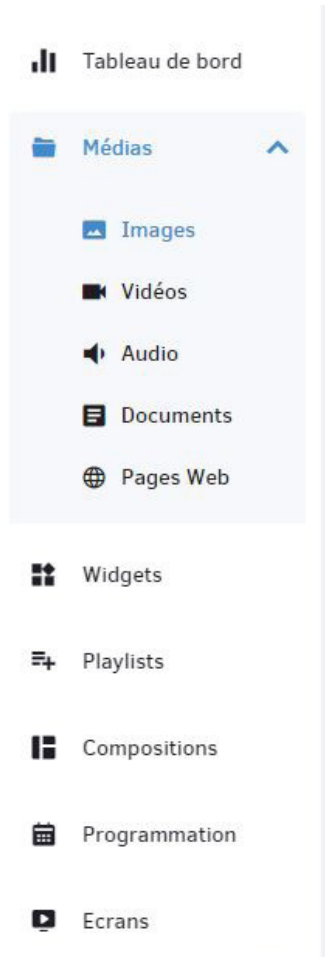 Tableau de bord
Médias
Images
Vidéos
Audio
Documents
Pages Web
Widgets
Playlists
Compositions
Programmation
Ecrans